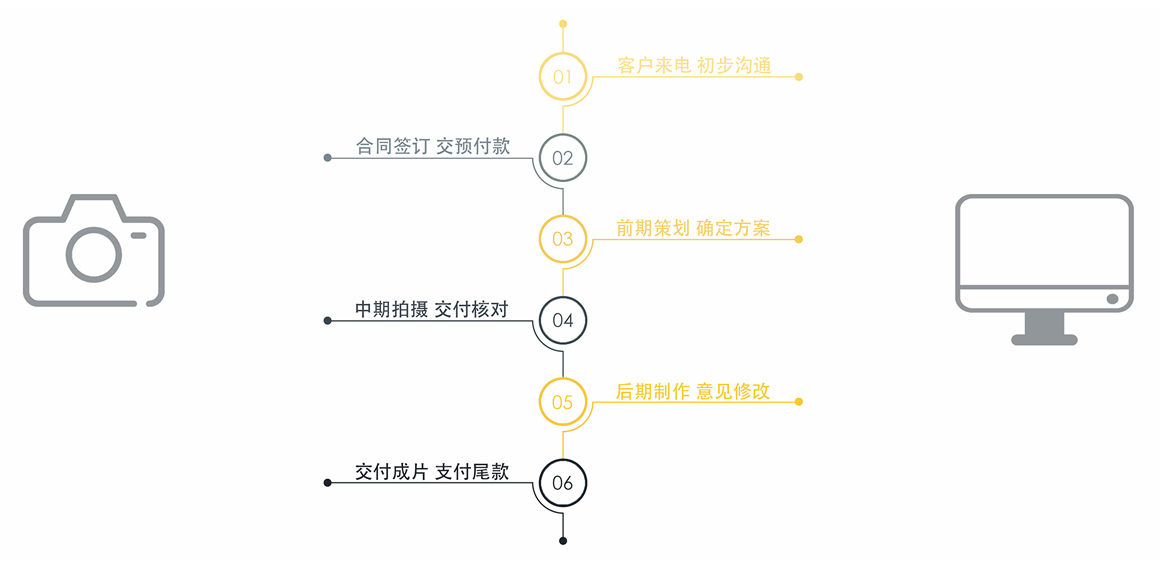 01
客户来电 初步沟通
合同签订 交预付款
02
03
前期策划 确定方案
中期拍摄 交付核对
04
05
后期制作 意见修改
交付成片 支付尾款
06